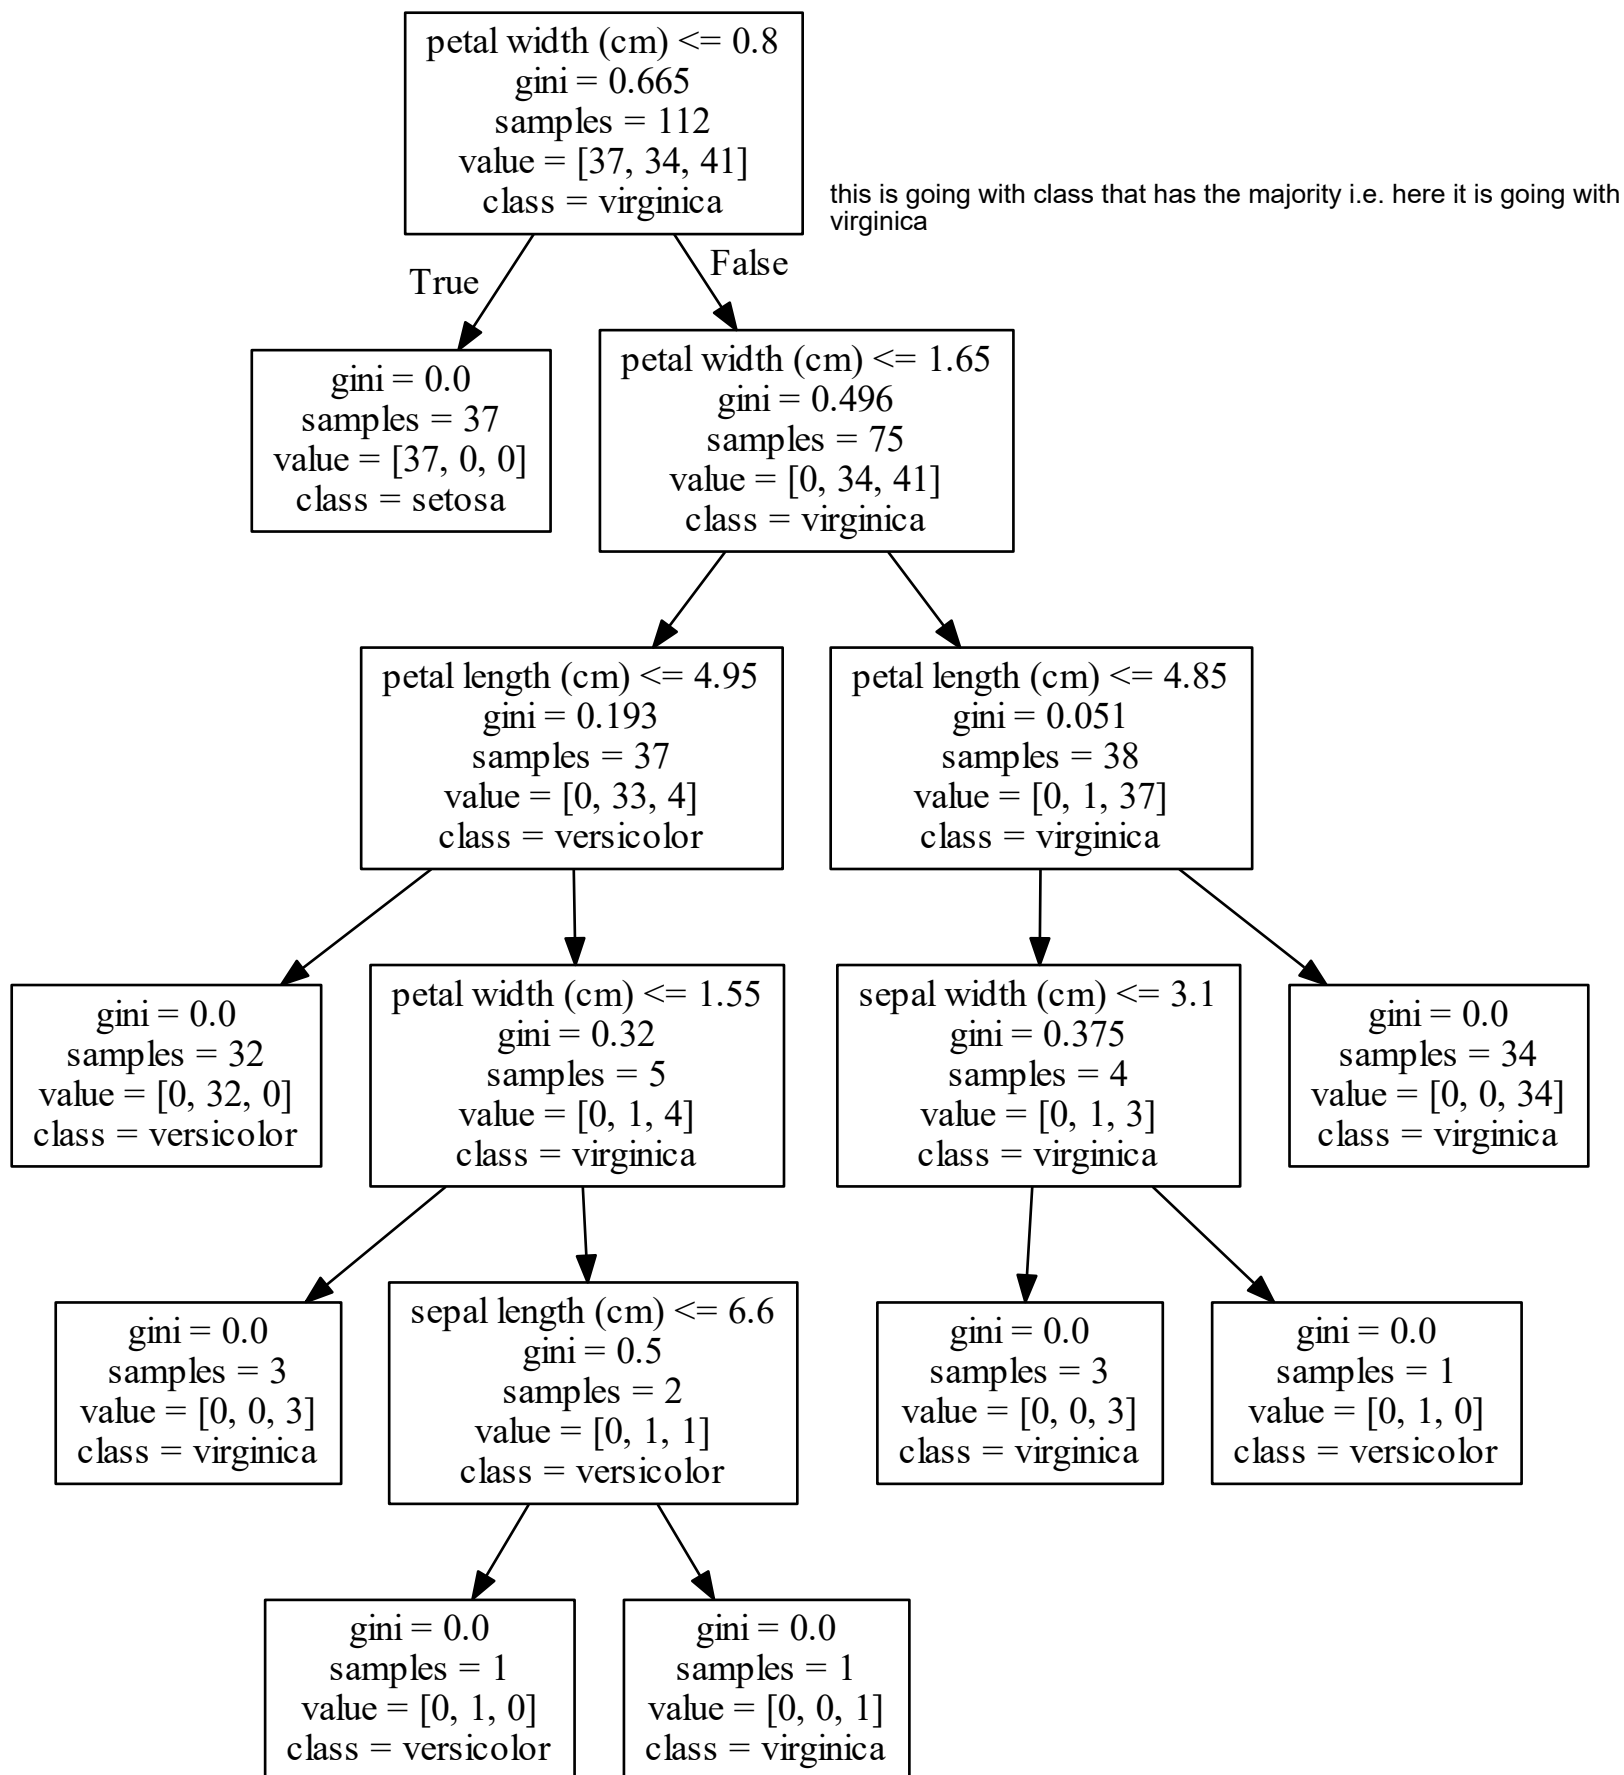 petal width (cm) <= 0.8
gini = 0.665
samples = 112
value = [37, 34, 41]
class = virginica
this is going with class that has the majority i.e. here it is going with
virginica
True
False
gini = 0.0
samples = 37
value = [37, 0, 0]
class = setosa
petal width (cm) <= 1.65
gini = 0.496
samples = 75
value = [0, 34, 41]
class = virginica
petal length (cm) <= 4.95
gini = 0.193
samples = 37
value = [0, 33, 4]
class = versicolor
petal length (cm) <= 4.85
gini = 0.051
samples = 38
value = [0, 1, 37]
class = virginica
gini = 0.0
samples = 32
value = [0, 32, 0]
class = versicolor
petal width (cm) <= 1.55
gini = 0.32
samples = 5
value = [0, 1, 4]
class = virginica
sepal width (cm) <= 3.1
gini = 0.375
samples = 4
value = [0, 1, 3]
class = virginica
gini = 0.0
samples = 34
value = [0, 0, 34]
class = virginica
gini = 0.0
samples = 3
value = [0, 0, 3]
class = virginica
sepal length (cm) <= 6.6
gini = 0.5
samples = 2
value = [0, 1, 1]
class = versicolor
gini = 0.0
samples = 3
value = [0, 0, 3]
class = virginica
gini = 0.0
samples = 1
value = [0, 1, 0]
class = versicolor
gini = 0.0
samples = 1
value = [0, 1, 0]
class = versicolor
gini = 0.0
samples = 1
value = [0, 0, 1]
class = virginica